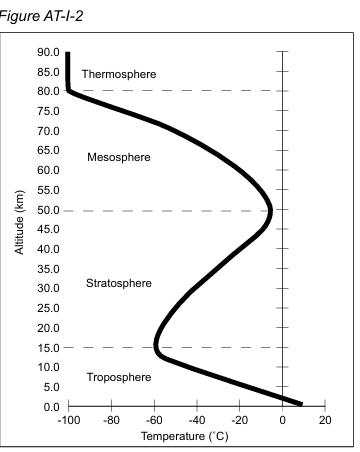 Figure AT-I-2
90.0
85.0
Thermosphere
80.0
75.0
70.0
65.0
Mesosphere
60.0
55.0
50.0
45.0
40.0
35.0
Stratosphere
30.0
25.0
20.0
15.0
10.0
Troposphere
5.0
0.0
Altitude (km)
-100 -80 -60 -40 -20 0 20
Temperature (˚C)